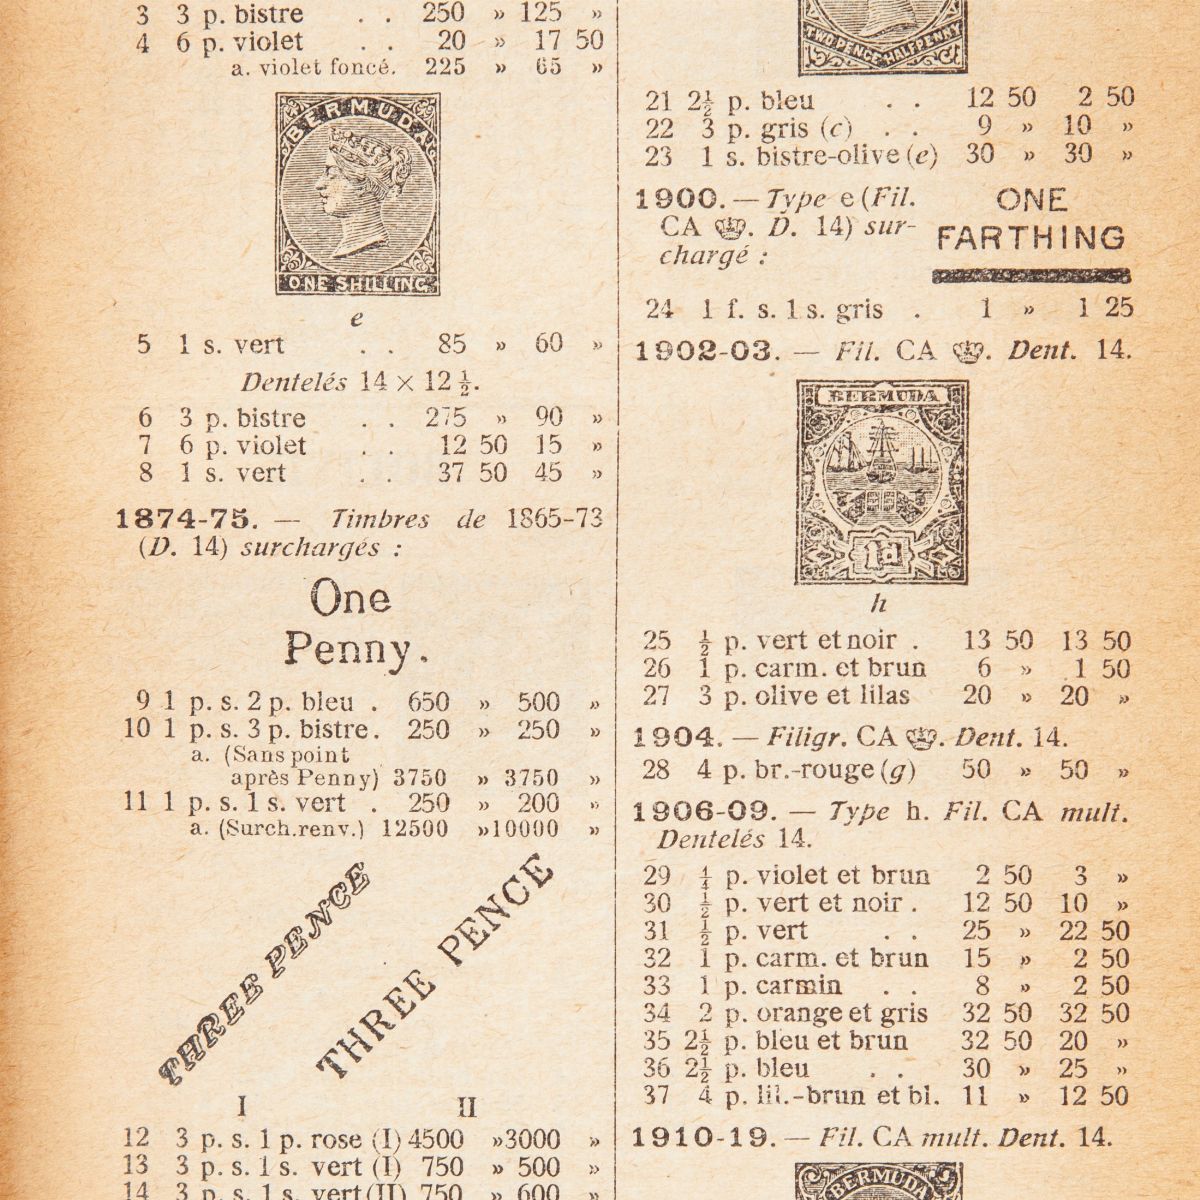 3 3 p. bistre . . 250 » 125 »
4 6 p. violet . . 20 » 17 50
a. violet foncé. 225 » 65 »
BERMUDA
ONE SHILLING
e
5 1 s. vert . . 85 » 60 »
Dentelés 14 × 12 ½.
6 3 p. bistre . . 275 » 90 »
7 6 p. violet . . 12 50 15 »
8 1 s. vert . . 37 50 45 »
1874-75. — Timbres de 1865-73
(D. 14) surchargés :
One
Penny.
9 1 p. s. 2 p. bleu . 650 » 500 »
10 1 p. s. 3 p. bistre. 250 » 250 »
a. (Sans point
après Penny) 3750 » 3750 »
11 1 p. s. 1 s. vert . 250 » 200 »
a. (Surch.renv.) 12500 »10000 »
THREE PENCE
THREE PENCE
I II
12 3 p. s. 1 p. rose (I) 4500 »3000 »
13 3 p. s. 1 s. vert (I) 750 » 500 »
14 3 p. s. 1 s. vert (II) 750 » 600 »
TWO PENCE HALFPENNY
21 2½ p. bleu . . 12 50 2 50
22 3 p. gris (c) . . 9 » 10 »
23 1 s. bistre-olive (e) 30 » 30 »
1900. — Type e (Fil.
CA . D. 14) sur-
chargé :
ONE
FARTHING
24 1 f. s. 1 s. gris . 1 » 1 25
1902-03. — Fil. CA . Dent. 14.
BERMUDA
1d
h
25 ½ p. vert et noir . 13 50 13 50
26 1 p. carm. et brun 6 » 1 50
27 3 p. olive et lilas 20 » 20 »
1904. — Filigr. CA . Dent. 14.
28 4 p. br.-rouge (g) 50 » 50 »
1906-09. — Type h. Fil. CA mult.
Dentelés 14.
29 ¼ p. violet et brun 2 50 3 »
30 ½ p. vert et noir . 12 50 10 »
31 ½ p. vert . . 25 » 22 50
32 1 p. carm. et brun 15 » 2 50
33 1 p. carmin . . 8 » 2 50
34 2 p. orange et gris 32 50 32 50
35 2½ p. bleu et brun 32 50 20 »
36 2½ p. bleu . . 30 » 25 »
37 4 p. lil.-brun et bl. 11 » 12 50
1910-19. — Fil. CA mult. Dent. 14.
BERMUDA